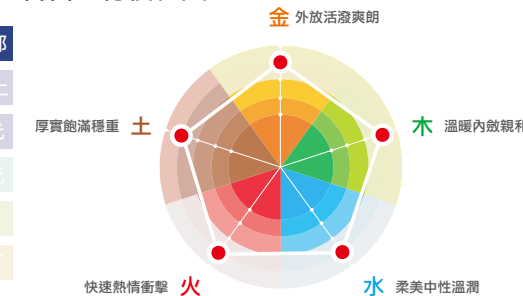 金 外放活潑爽朗
土 厚實飽滿穩重
木 溫暖內斂親和
火 快速熱情衝擊
水 柔美中性溫潤